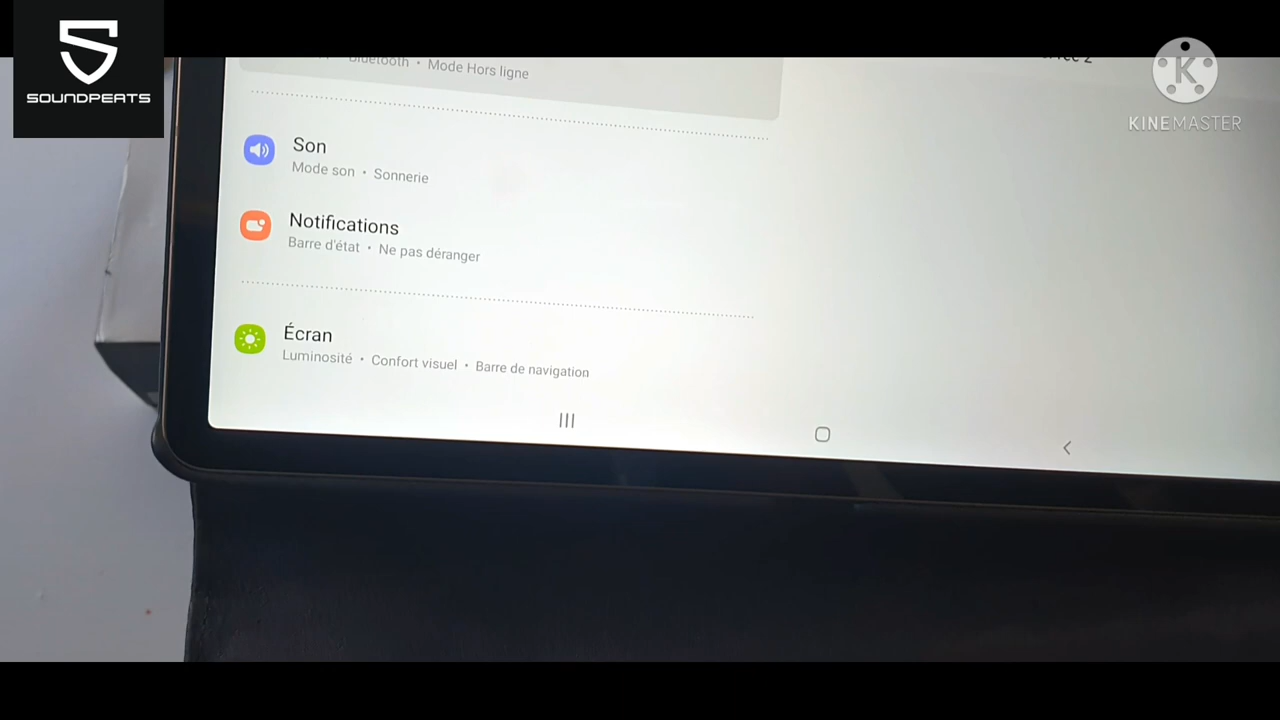 SOUNDPEATS
KINEMASTER
Bluetooth • Mode Hors ligne
Son
Mode son • Sonnerie
Notifications
Barre d'état • Ne pas déranger
Écran
Luminosité • Confort visuel • Barre de navigation